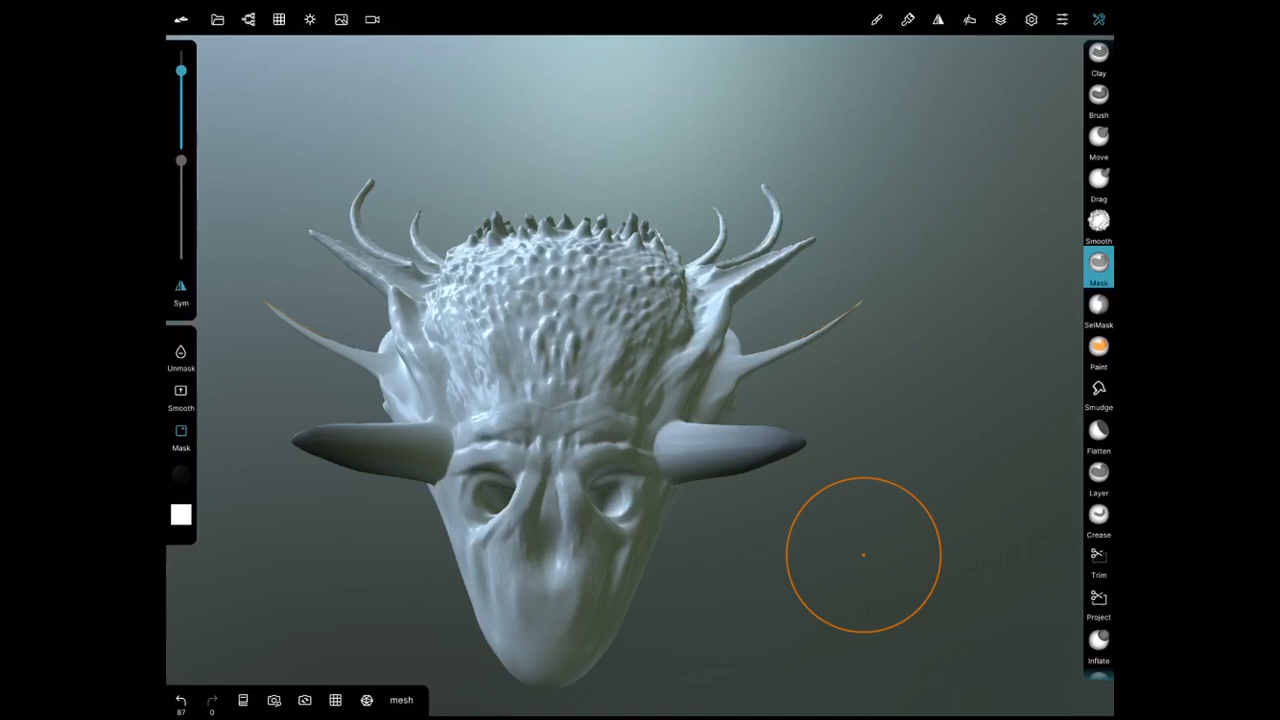 Sym
Unmask
Smooth
Mask
87
0
mesh
Clay
Brush
Move
Drag
Smooth
Mask
SelMask
Paint
Smudge
Flatten
Layer
Crease
Trim
Project
Inflate